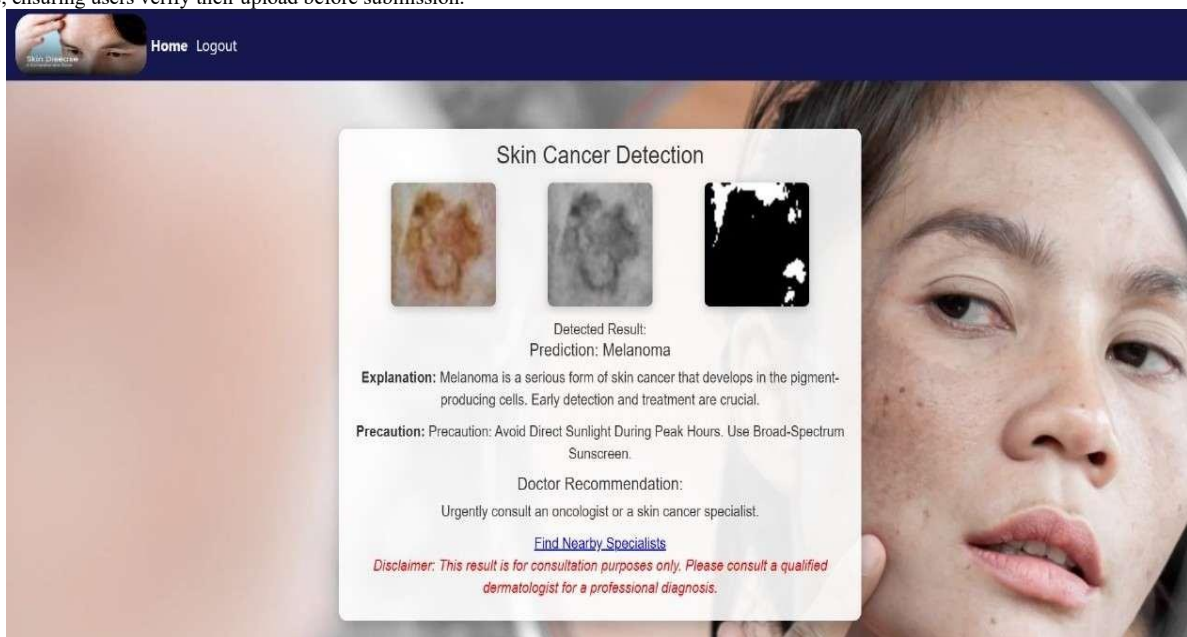 , ensuring users verify their upload before submission.
Skin Disease
Home Logout
Skin Cancer Detection
Detected Result:
Prediction: Melanoma
Explanation: Melanoma is a serious form of skin cancer that develops in the pigment-
producing cells. Early detection and treatment are crucial.
Precaution: Precaution: Avoid Direct Sunlight During Peak Hours. Use Broad-Spectrum
Sunscreen.
Doctor Recommendation:
Urgently consult an oncologist or a skin cancer specialist.
Find Nearby Specialists
Disclaimer: This result is for consultation purposes only. Please consult a qualified
dermatologist for a professional diagnosis.